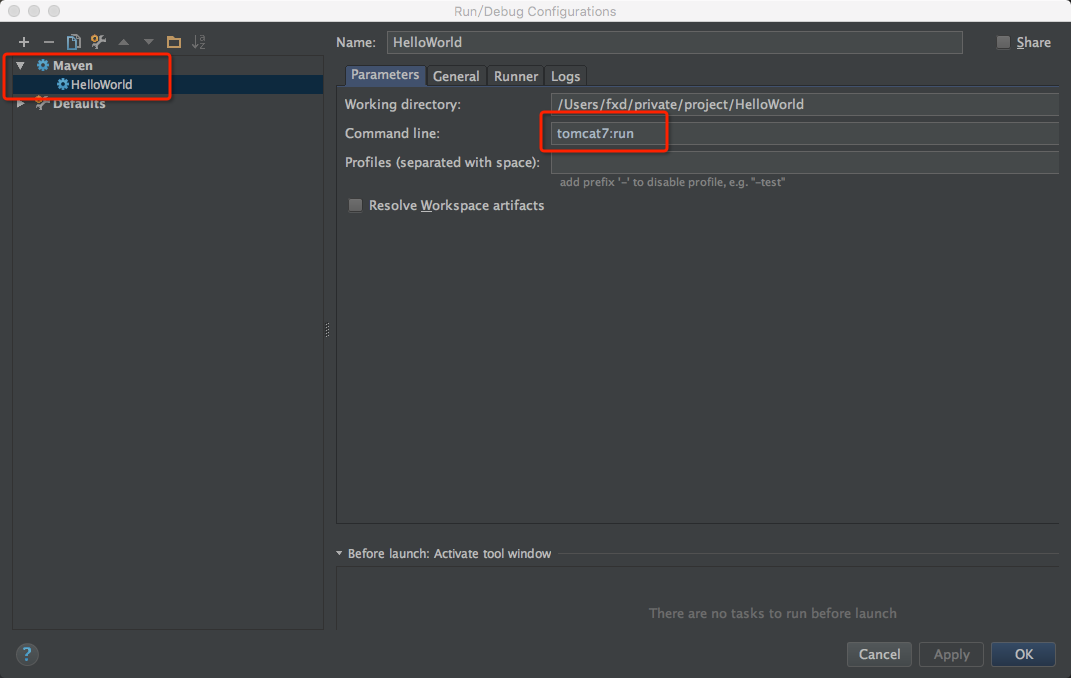 Run/Debug Configurations
Name: HelloWorld Share
Maven
HelloWorld
Defaults
Parameters General Runner Logs
Working directory: /Users/fxd/private/project/HelloWorld
Command line: tomcat7:run
Profiles (separated with space):
add prefix '-' to disable profile, e.g. "-test"
Resolve Workspace artifacts
Before launch: Activate tool window
There are no tasks to run before launch
? Cancel Apply OK